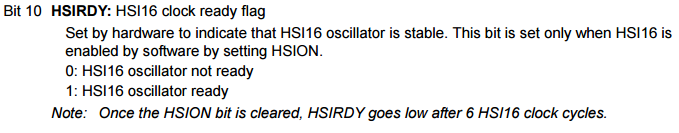 Bit 10 HSIRDY: HSI16 clock ready flag
Set by hardware to indicate that HSI16 oscillator is stable. This bit is set only when HSI16 is
enabled by software by setting HSION.
0: HSI16 oscillator not ready
1: HSI16 oscillator ready
Note: Once the HSION bit is cleared, HSIRDY goes low after 6 HSI16 clock cycles.